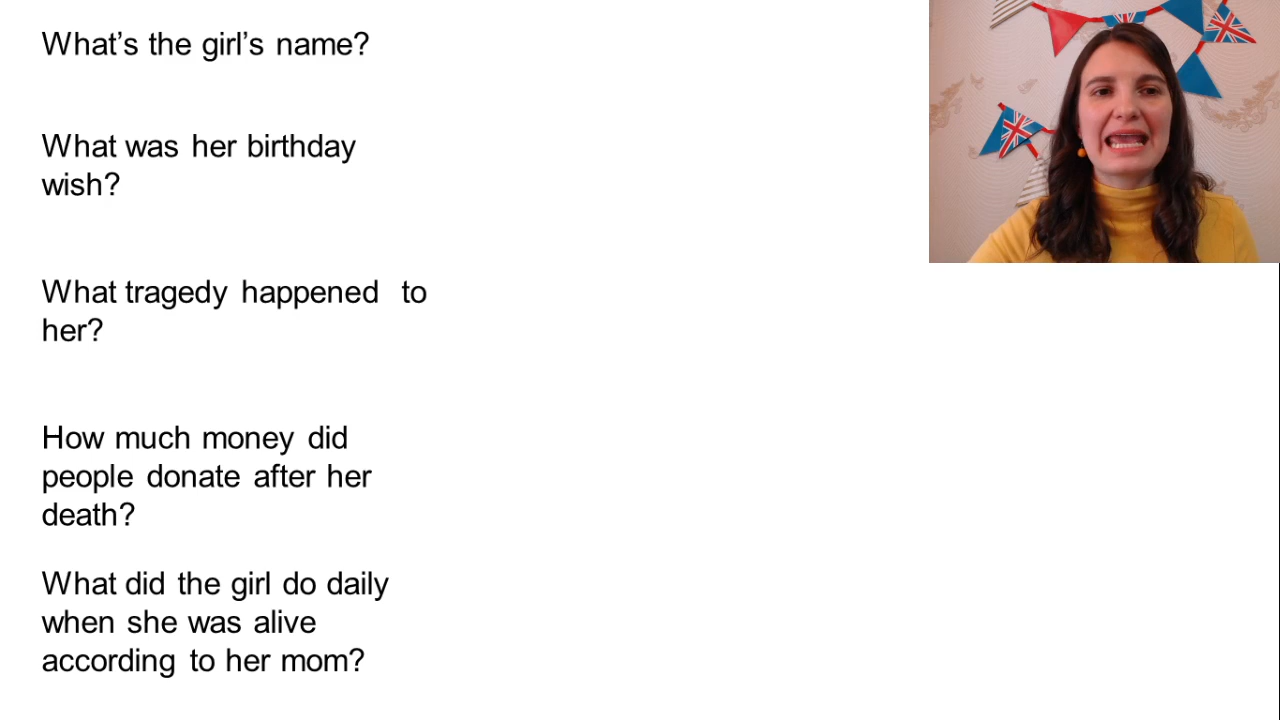 What’s the girl’s name?
What was her birthday
wish?
What tragedy happened to
her?
How much money did
people donate after her
death?
What did the girl do daily
when she was alive
according to her mom?